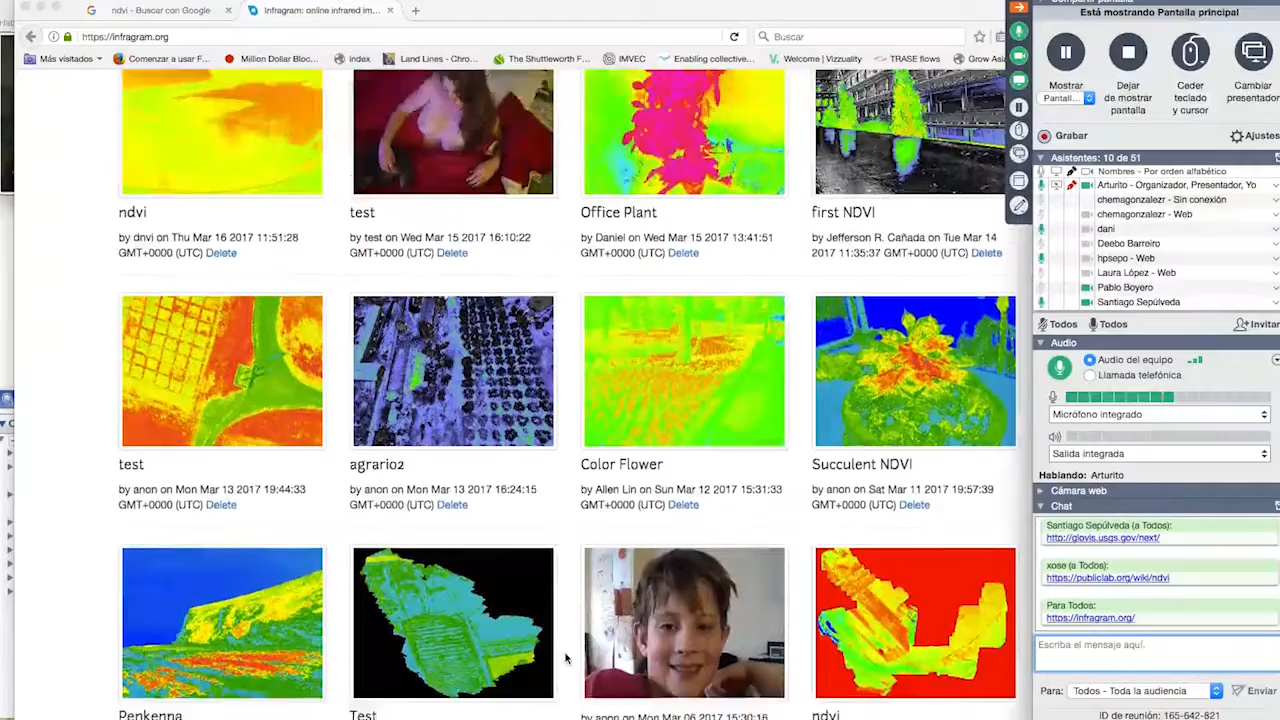 ndvi - Buscar con Google
Infragram: online infrared im...
https://infragram.org
Buscar
Más visitados
Comenzar a usar F...
Million Dollar Bloc...
index
Land Lines - Chro...
The Shuttleworth F...
IMVEC
Enabling collective...
Welcome | Vizzuality
TRASE flows
Grow Asia
ndvi
by dnvi on Thu Mar 16 2017 11:51:28
GMT+0000 (UTC) Delete
test
by test on Wed Mar 15 2017 16:10:22
GMT+0000 (UTC) Delete
Office Plant
by Daniel on Wed Mar 15 2017 13:41:51
GMT+0000 (UTC) Delete
first NDVI
by Jefferson R. Cañada on Tue Mar 14
2017 11:35:37 GMT+0000 (UTC) Delete
test
by anon on Mon Mar 13 2017 19:44:33
GMT+0000 (UTC) Delete
agrario2
by anon on Mon Mar 13 2017 16:24:15
GMT+0000 (UTC) Delete
Color Flower
by Allen Lin on Sun Mar 12 2017 15:31:33
GMT+0000 (UTC) Delete
Succulent NDVI
by anon on Sat Mar 11 2017 19:57:39
GMT+0000 (UTC) Delete
Penkenna
Test
by anon on Mon Mar 06 2017 15:30:16
ndvi
Compartir pantalla
Está mostrando Pantalla principal
Mostrar
Pantall...
Dejar
de mostrar
pantalla
Ceder
teclado
y cursor
Cambiar
presentador
Grabar
Ajustes
Asistentes: 10 de 51
Nombres - Por orden alfabético
Arturito - Organizador, Presentador, Yo
chemagonzalezr - Sin conexión
chemagonzalezr - Web
dani
Deebo Barreiro
hpsepo - Web
Laura López - Web
Pablo Boyero
Santiago Sepúlveda
Todos
Todos
Invitar
Audio
Audio del equipo
Llamada telefónica
Micrófono integrado
Salida integrada
Hablando: Arturito
Cámara web
Chat
Santiago Sepúlveda (a Todos):
http://glovis.usgs.gov/next/
xose (a Todos):
https://publiclab.org/wiki/ndvi
Para Todos:
https://infragram.org/
Escriba el mensaje aquí.
Para:
Todos - Toda la audiencia
Enviar
ID de reunión: 165-642-821